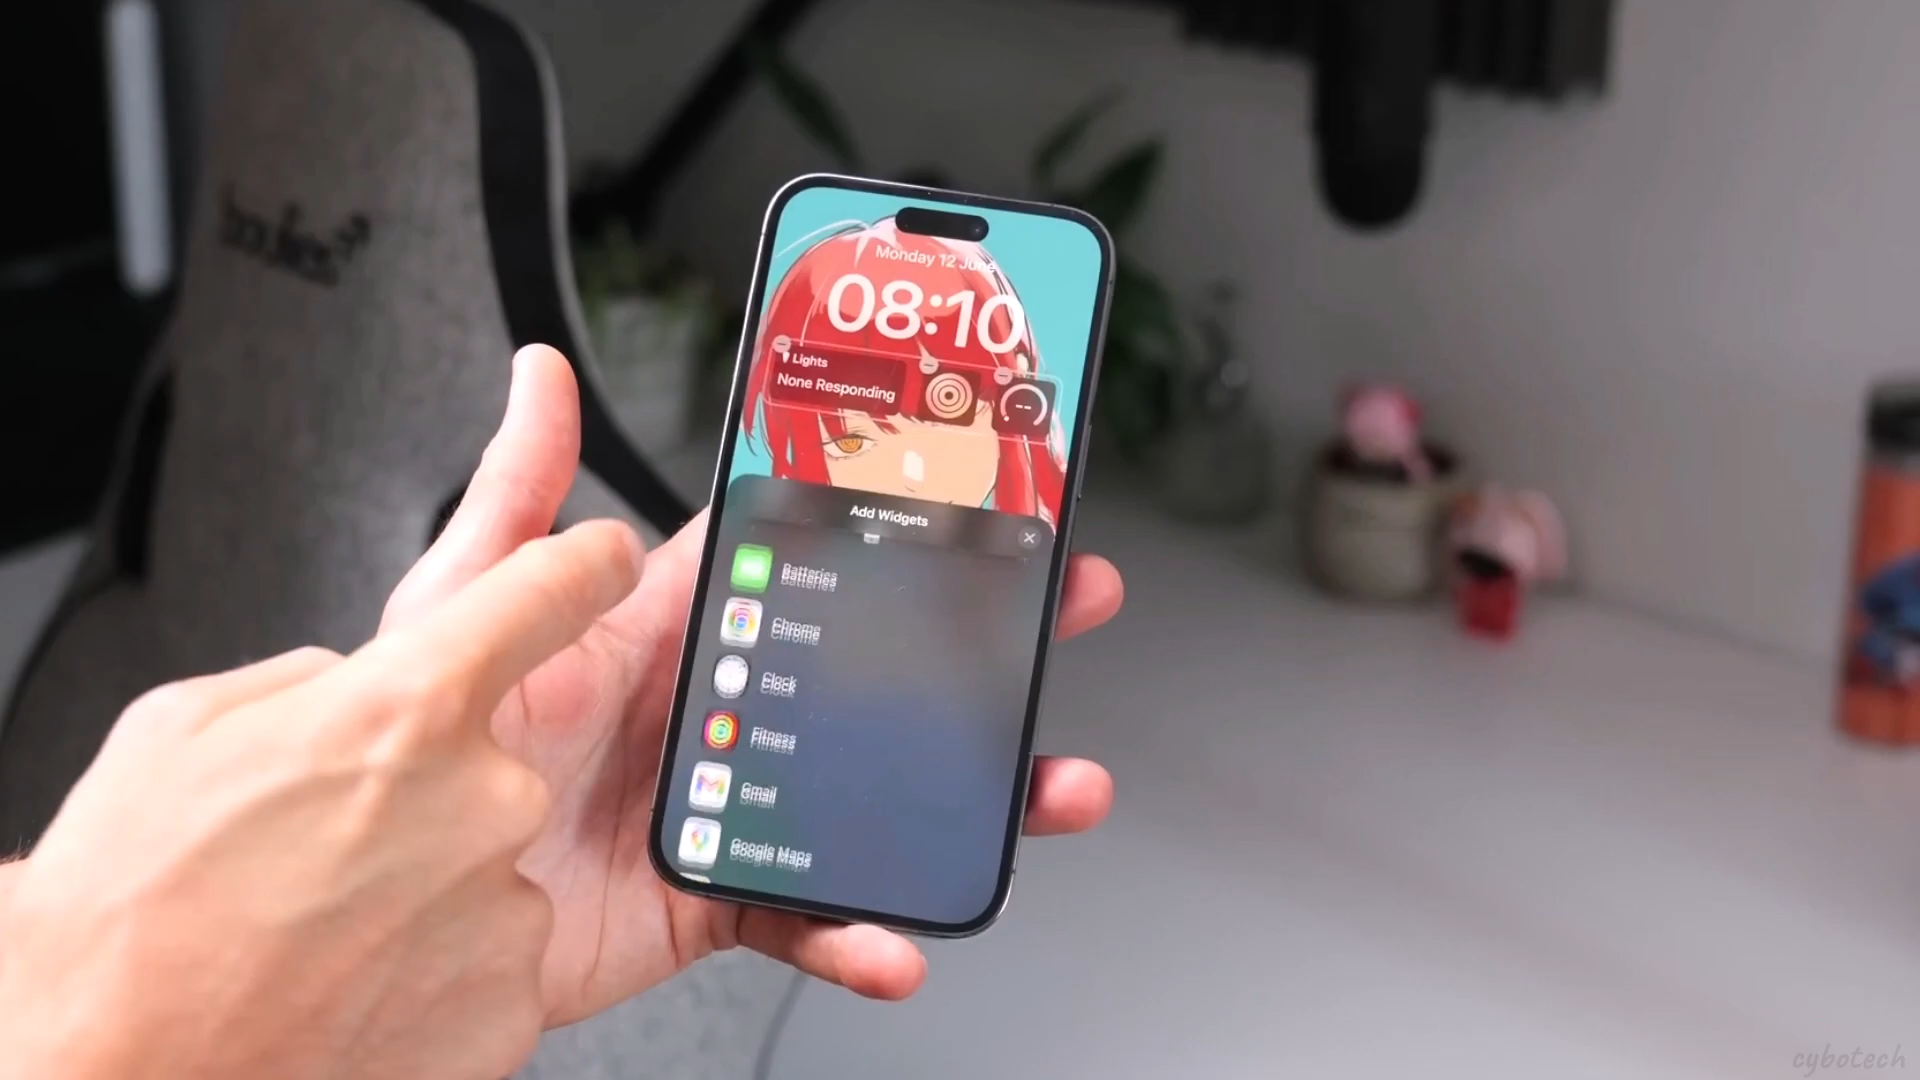 Monday 12 June
08:10
Lights
None Responding
--
Add Widgets
Batteries
Chrome
Clock
Fitness
Gmail
Google Maps
cybotech